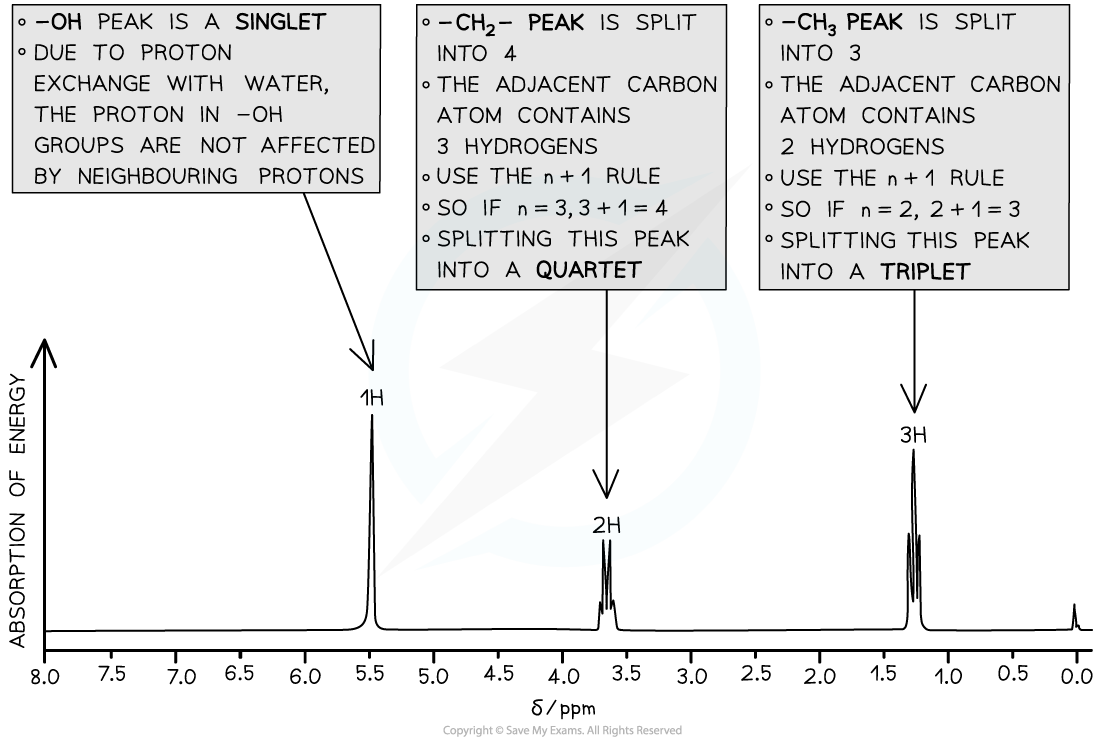 ∘ –OH PEAK IS A SINGLET
∘ DUE TO PROTON
EXCHANGE WITH WATER,
THE PROTON IN –OH
GROUPS ARE NOT AFFECTED
BY NEIGHBOURING PROTONS
∘ –CH₂– PEAK IS SPLIT
INTO 4
∘ THE ADJACENT CARBON
ATOM CONTAINS
3 HYDROGENS
∘ USE THE n + 1 RULE
∘ SO IF n = 3, 3 + 1 = 4
∘ SPLITTING THIS PEAK
INTO A QUARTET
∘ –CH₃ PEAK IS SPLIT
INTO 3
∘ THE ADJACENT CARBON
ATOM CONTAINS
2 HYDROGENS
∘ USE THE n + 1 RULE
∘ SO IF n = 2, 2 + 1 = 3
∘ SPLITTING THIS PEAK
INTO A TRIPLET
1H
2H
3H
ABSORPTION OF ENERGY
8.0 7.5 7.0 6.5 6.0 5.5 5.0 4.5 4.0 3.5 3.0 2.5 2.0 1.5 1.0 0.5 0.0
δ/ppm
Copyright © Save My Exams. All Rights Reserved